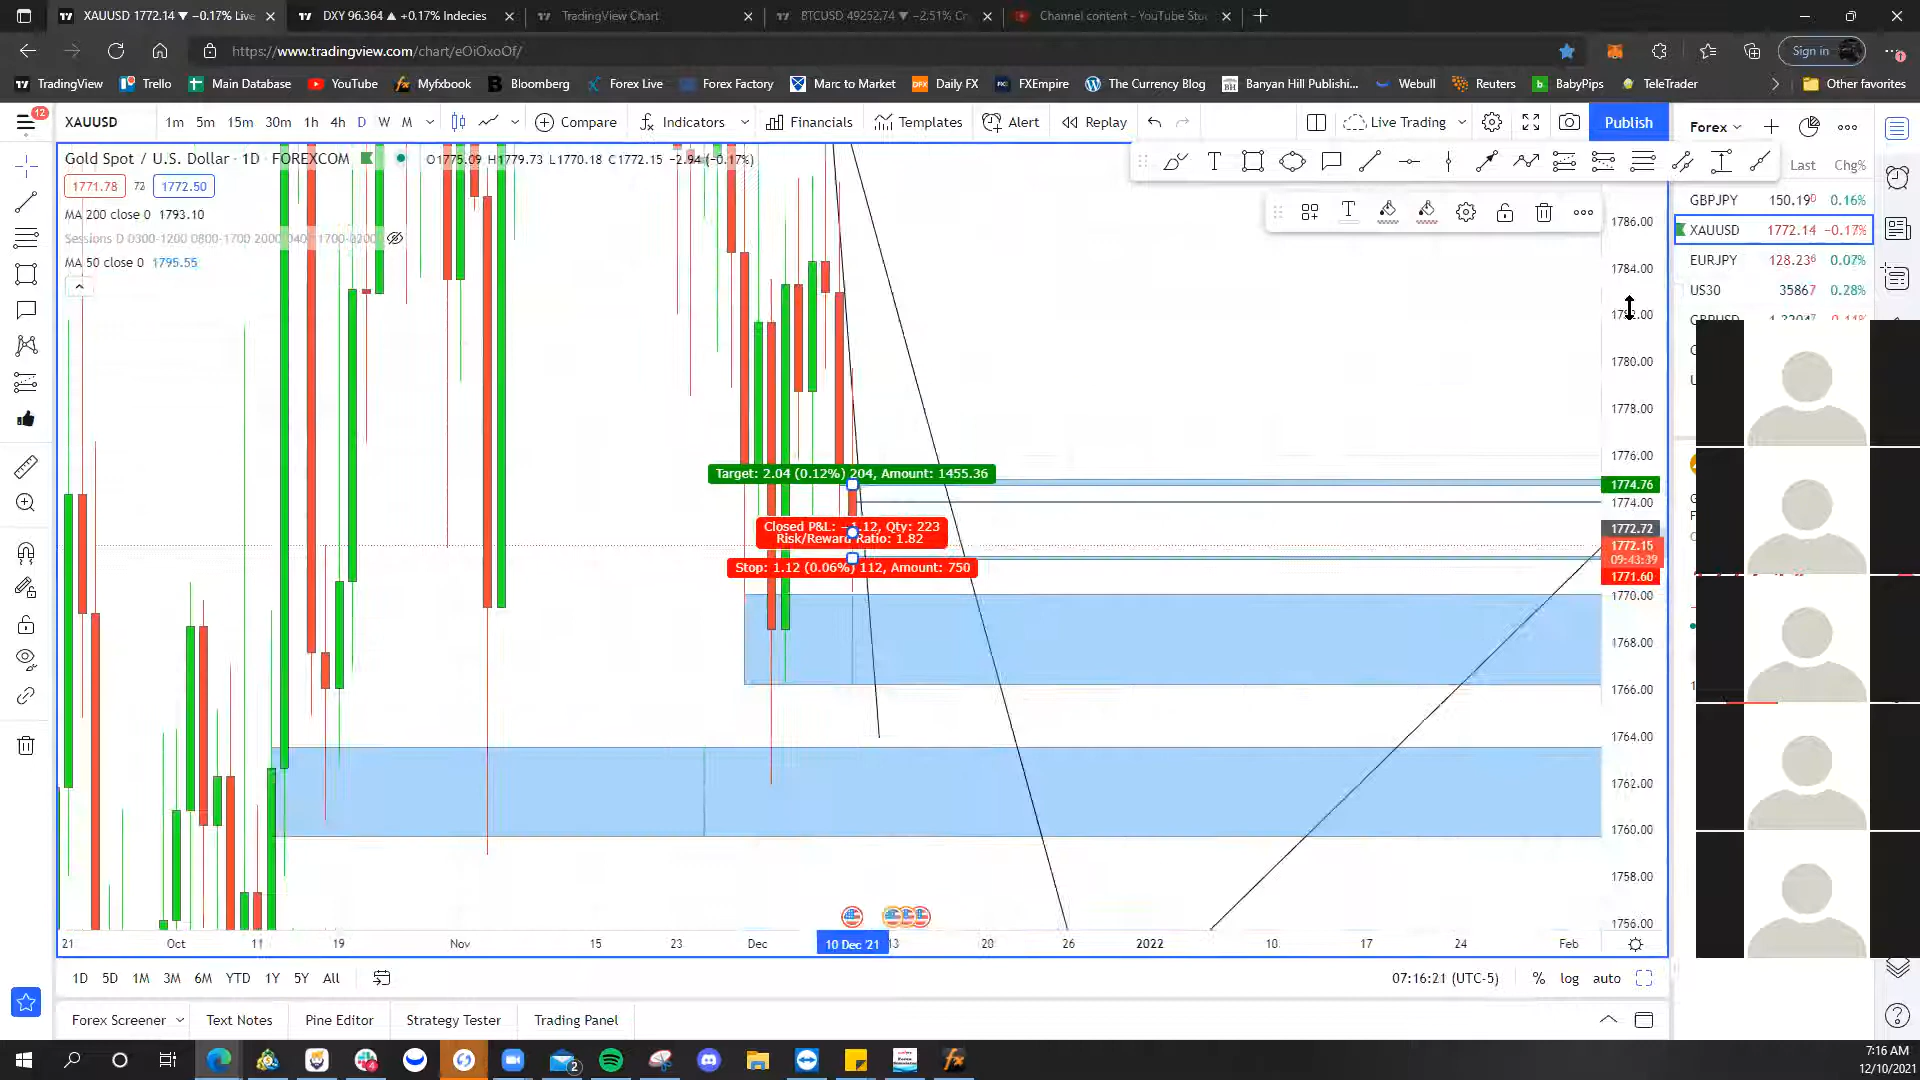 XAUUSD 1772.14 ▼ −0.17% Live
DXY 96.364 ▲ +0.17% Indecies
TradingView Chart
BTCUSD 49252.74 ▼ −2.51% Cr
Channel content - YouTube Stu
https://www.tradingview.com/chart/eOiOxoOf/
Sign in
TradingView Trello Main Database YouTube Myfxbook Bloomberg Forex Live Forex Factory Marc to Market Daily FX FXEmpire The Currency Blog Banyan Hill Publishi... Webull Reuters BabyPips TeleTrader Other favorites
12
XAUUSD 1m 5m 15m 30m 1h 4h D W M Compare Indicators Financials Templates Alert Replay Live Trading Publish Forex
Gold Spot / U.S. Dollar · 1D · FOREXCOM O1775.09 H1779.73 L1770.18 C1772.15 −2.94 (−0.17%)
Last Chg%
1771.78 72 1772.50
MA 200 close 0 1793.10
Sessions D 0300-1200 0800-1700
MA 50 close 0 1795.55
GBPJPY 150.190 0.16%
XAUUSD 1772.14 −0.17%
EURJPY 128.236 0.07%
US30 35867 0.28%
1786.00
1784.00
1780.00
1778.00
1776.00
1774.76
1774.00
1772.72
1772.15
09:43:39
1771.60
1770.00
1768.00
1766.00
1764.00
1762.00
1760.00
1758.00
1756.00
Target: 2.04 (0.12%) 204, Amount: 1455.36
Closed P&L: −1.12, Qty: 223
Risk/Reward Ratio: 1.82
Stop: 1.12 (0.06%) 112, Amount: 750
21 Oct 11 19 Nov 15 23 Dec 10 Dec '21 13 20 26 2022 10 17 24 Feb
1D 5D 1M 3M 6M YTD 1Y 5Y All
07:16:21 (UTC-5) % log auto
Forex Screener Text Notes Pine Editor Strategy Tester Trading Panel
7:16 AM
12/10/2021